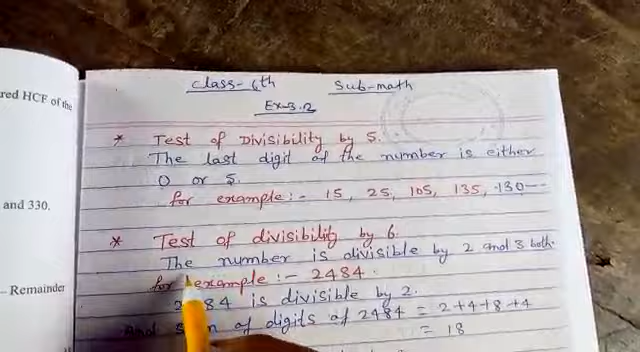 Class-6th Sub-math
Ex-3.2
red HCF of the
* Test of Divisibility by 5.
The last digit of the number is either
0 or 5.
for example:- 15, 25, 105, 135, 130---
and 330.
* Test of divisibility by 6.
The number is divisible by 2 and 3 both.
for example:- 2484.
– Remainder
2484 is divisible by 2.
And sum of digits of 2484 = 2+4+8+4
= 18